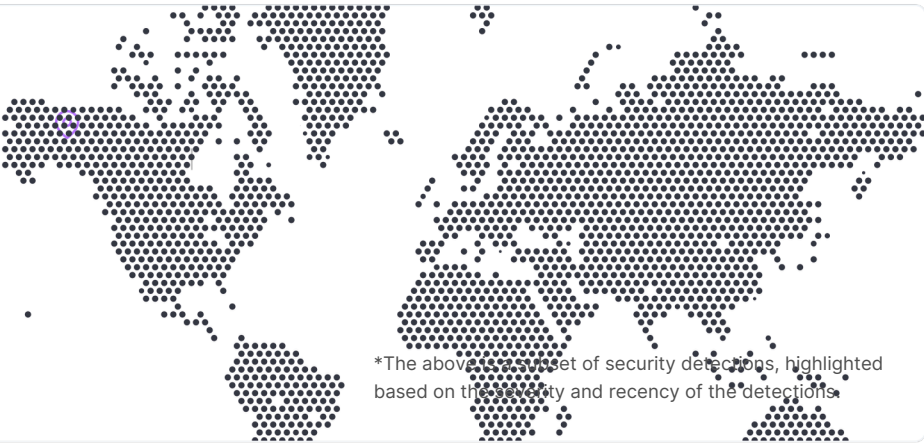 *The above is a subset of security detections, highlighted
based on the severity and recency of the detections.